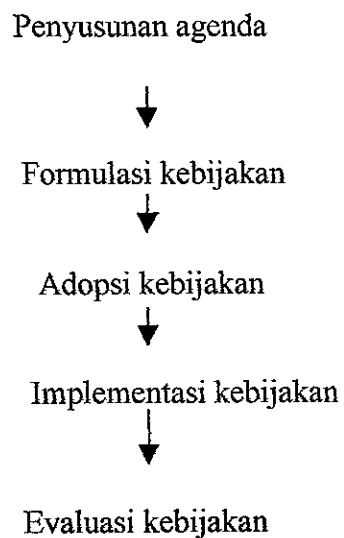 Penyusunan agenda
Formulasi kebijakan
Adopsi kebijakan
Implementasi kebijakan
Evaluasi kebijakan